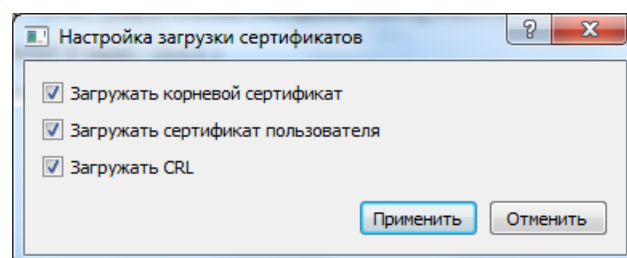 Настройка загрузки сертификатов
Загружать корневой сертификат
Загружать сертификат пользователя
Загружать CRL
Применить Отменить